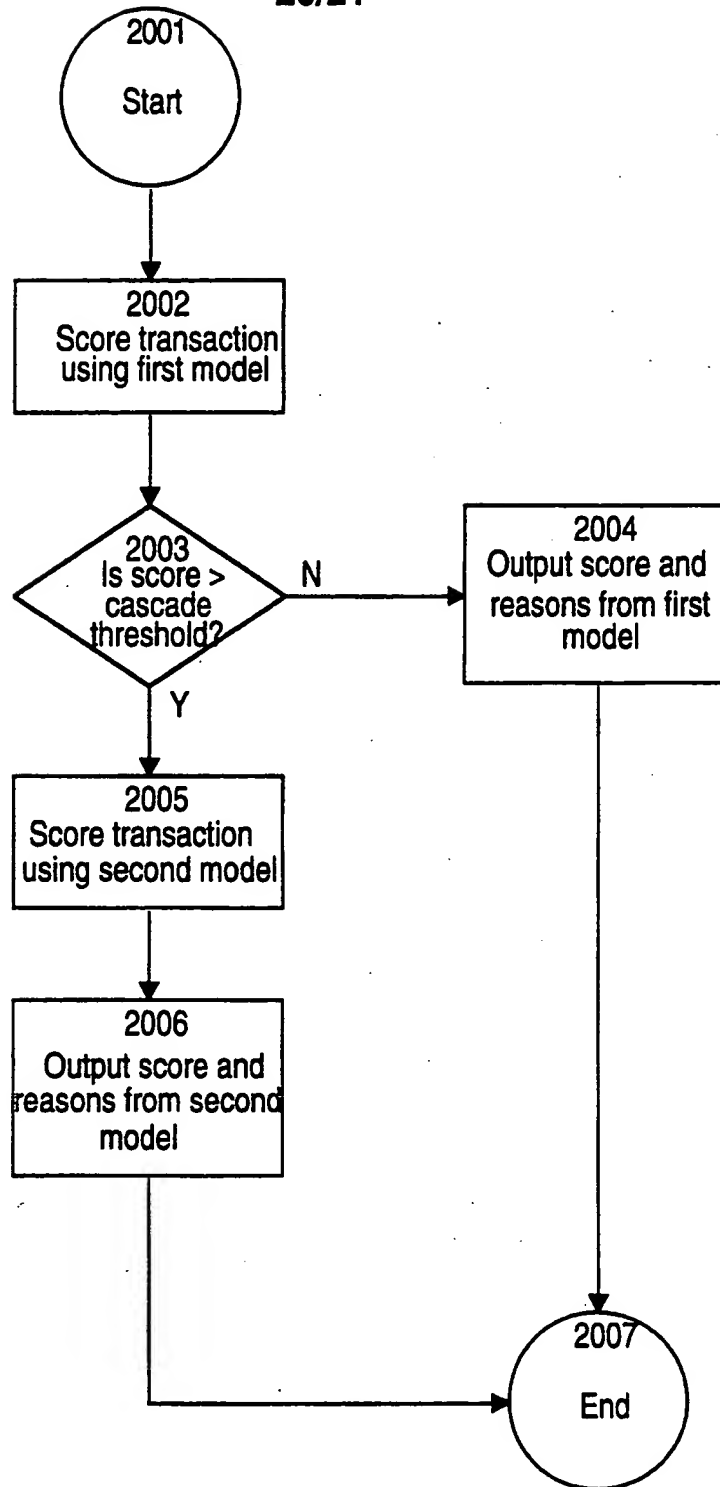 2001
Start
2002
Score transaction
using first model
2003
Is score >
cascade
threshold?
N
2004
Output score and
reasons from first
model
Y
2005
Score transaction
using second model
2006
Output score and
reasons from second
model
2007
End